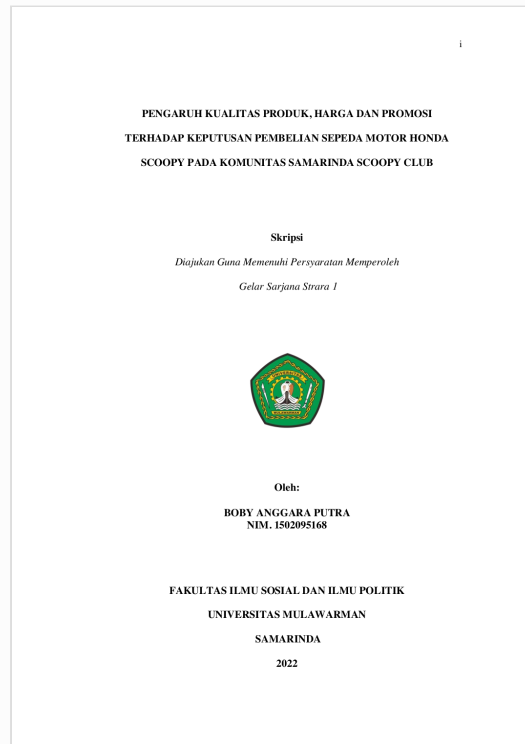 i
PENGARUH KUALITAS PRODUK, HARGA DAN PROMOSI
TERHADAP KEPUTUSAN PEMBELIAN SEPEDA MOTOR HONDA
SCOOPY PADA KOMUNITAS SAMARINDA SCOOPY CLUB
Skripsi
Diajukan Guna Memenuhi Persyaratan Memperoleh
Gelar Sarjana Strara 1
UNIVERSITAS
MULAWARMAN
Oleh:
BOBY ANGGARA PUTRA
NIM. 1502095168
FAKULTAS ILMU SOSIAL DAN ILMU POLITIK
UNIVERSITAS MULAWARMAN
SAMARINDA
2022